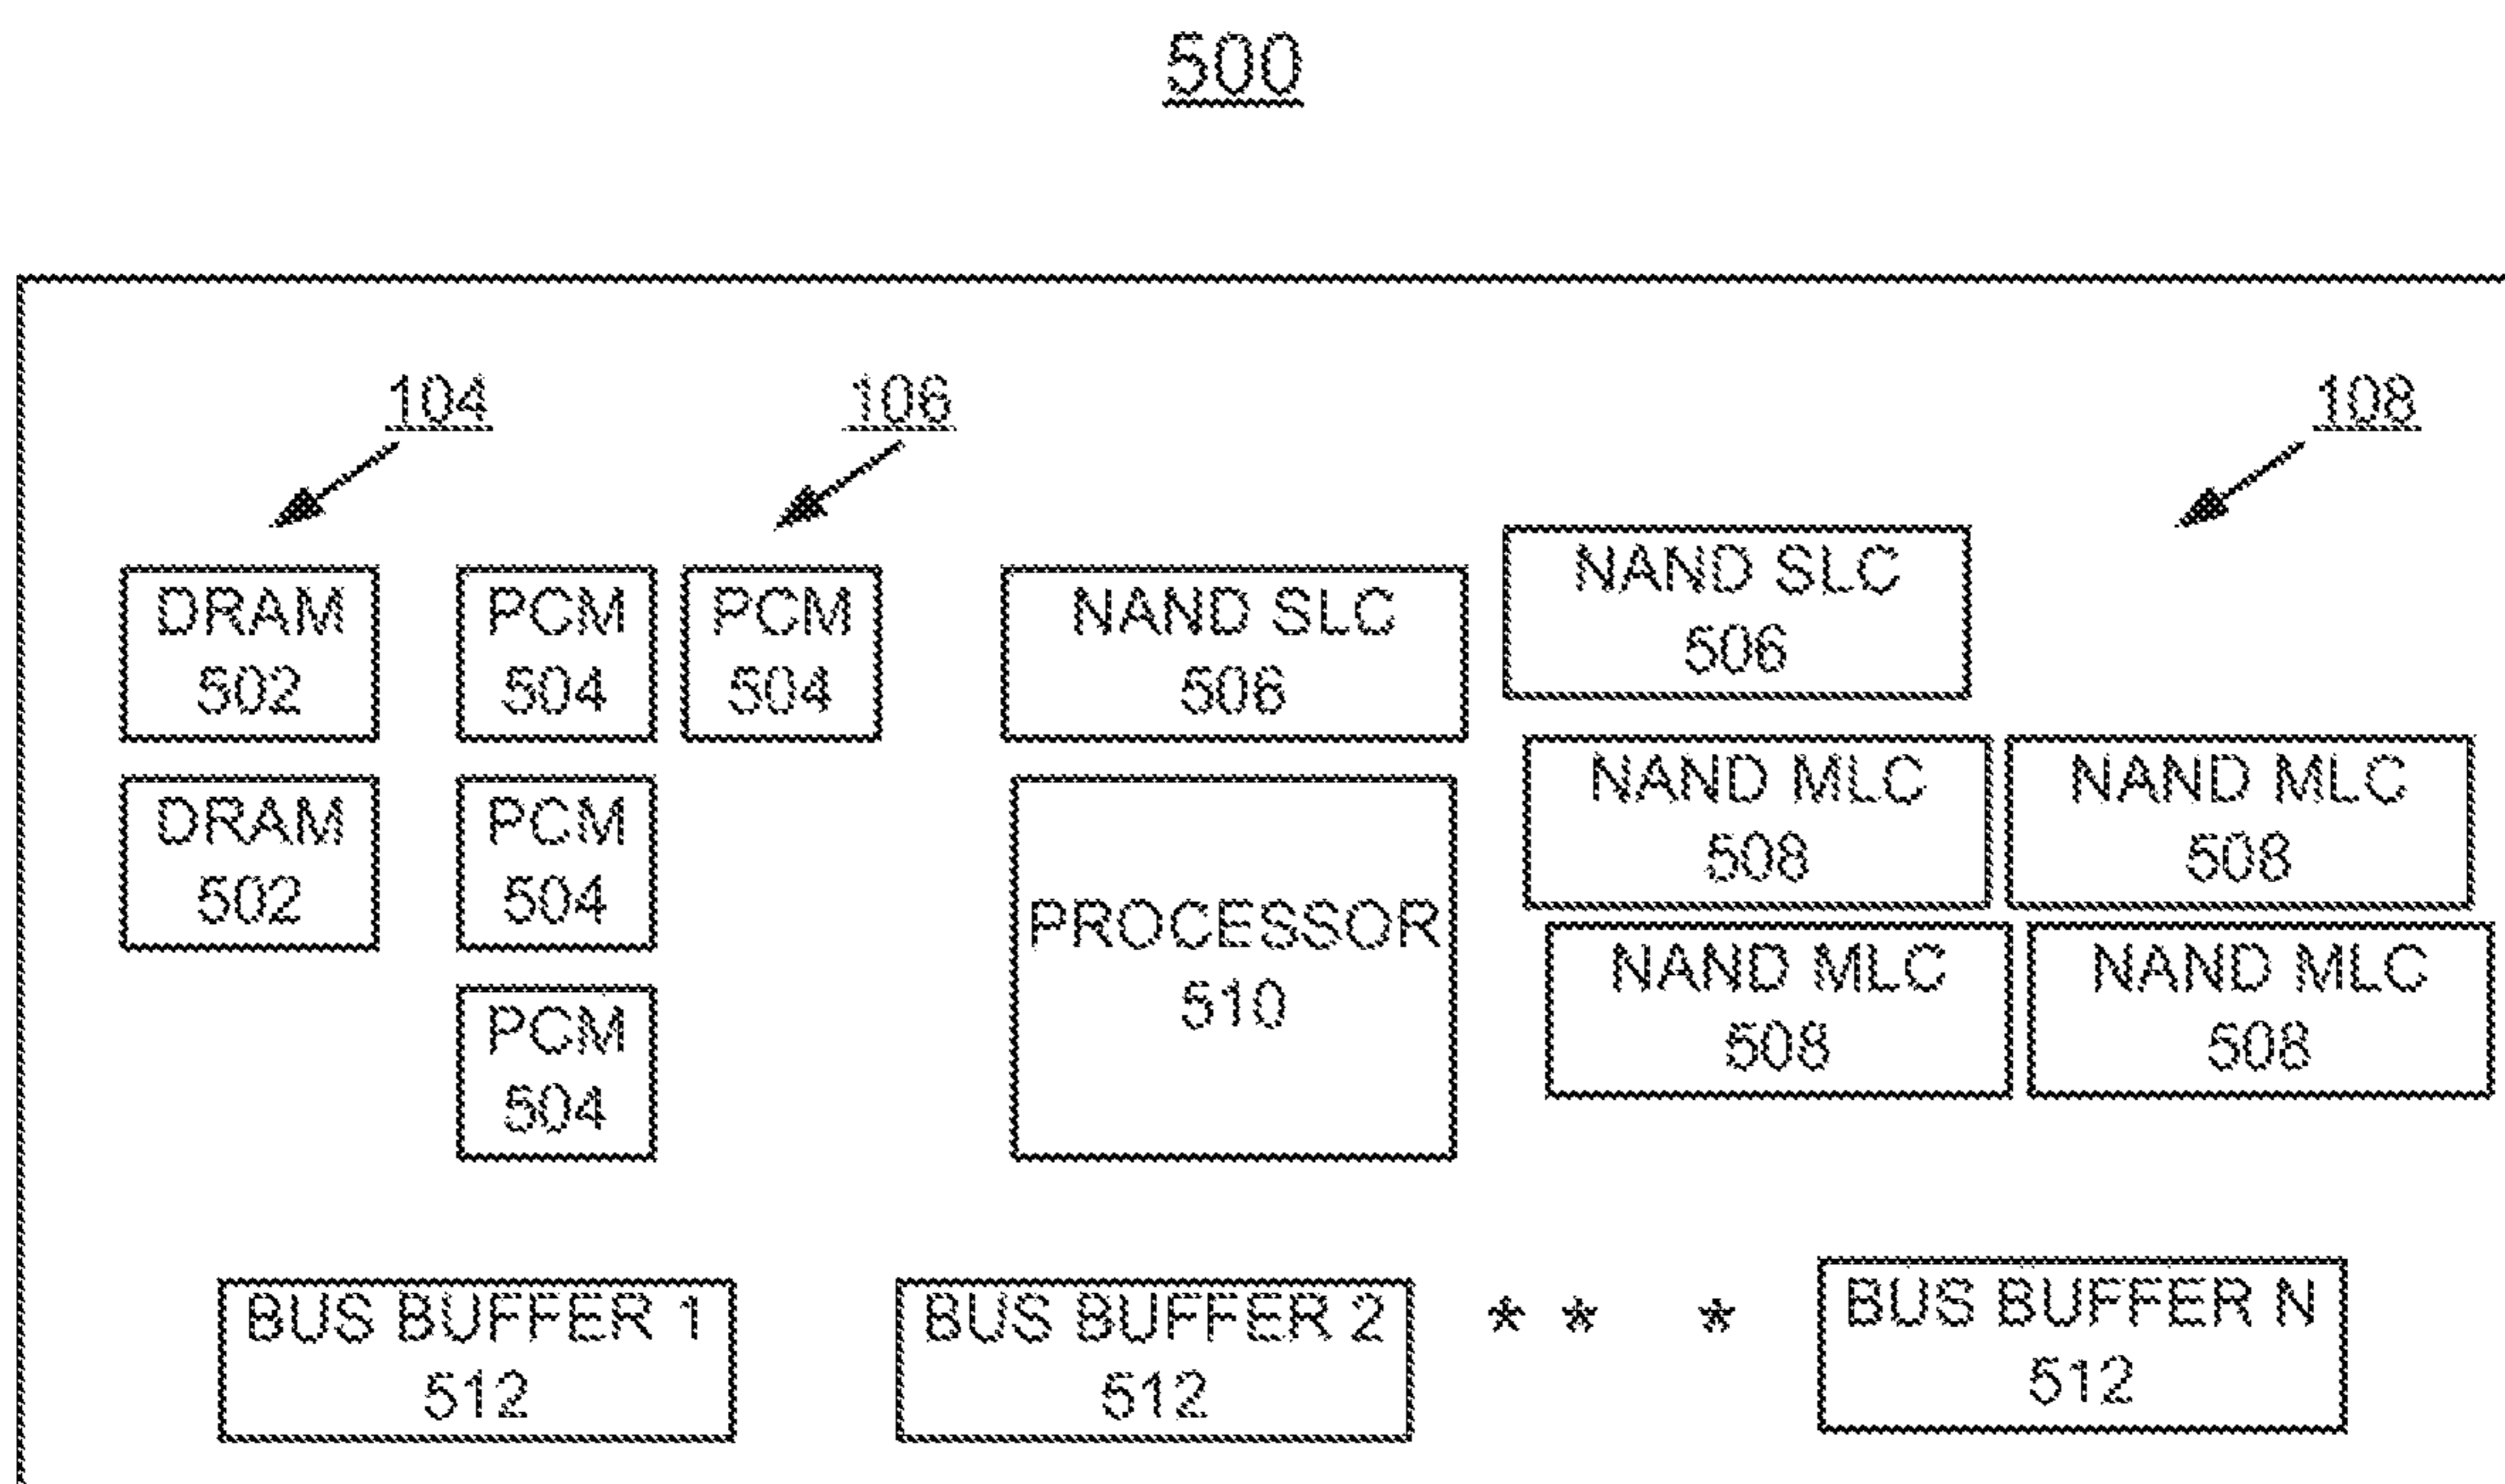 500
104
106
108
DRAM
502
PCM
504
PCM
504
NAND SLC
506
NAND SLC
506
DRAM
502
PCM
504
PROCESSOR
510
NAND MLC
508
NAND MLC
508
PCM
504
NAND MLC
508
NAND MLC
508
BUS BUFFER 1
512
BUS BUFFER 2
512
* * *
BUS BUFFER N
512